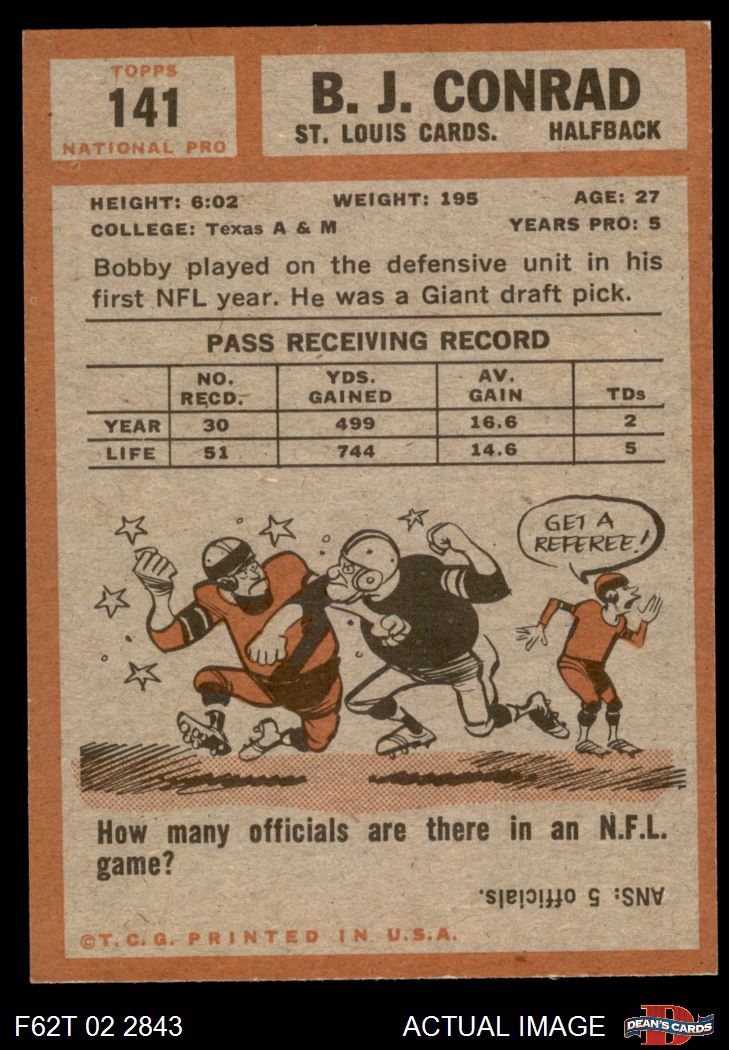 TOPPS
141
NATIONAL PRO
B. J. CONRAD
ST. LOUIS CARDS. HALFBACK
HEIGHT: 6:02 WEIGHT: 195 AGE: 27
COLLEGE: Texas A & M YEARS PRO: 5
Bobby played on the defensive unit in his
first NFL year. He was a Giant draft pick.
PASS RECEIVING RECORD
NO. RECD. YDS. GAINED AV. GAIN TDs
YEAR 30 499 16.6 2
LIFE 51 744 14.6 5
GET A
REFEREE!
How many officials are there in an N.F.L.
game?
ANS: 5 officials.
©T.C.G. PRINTED IN U.S.A.
F62T 02 2843 ACTUAL IMAGE D DEAN'S CARDS